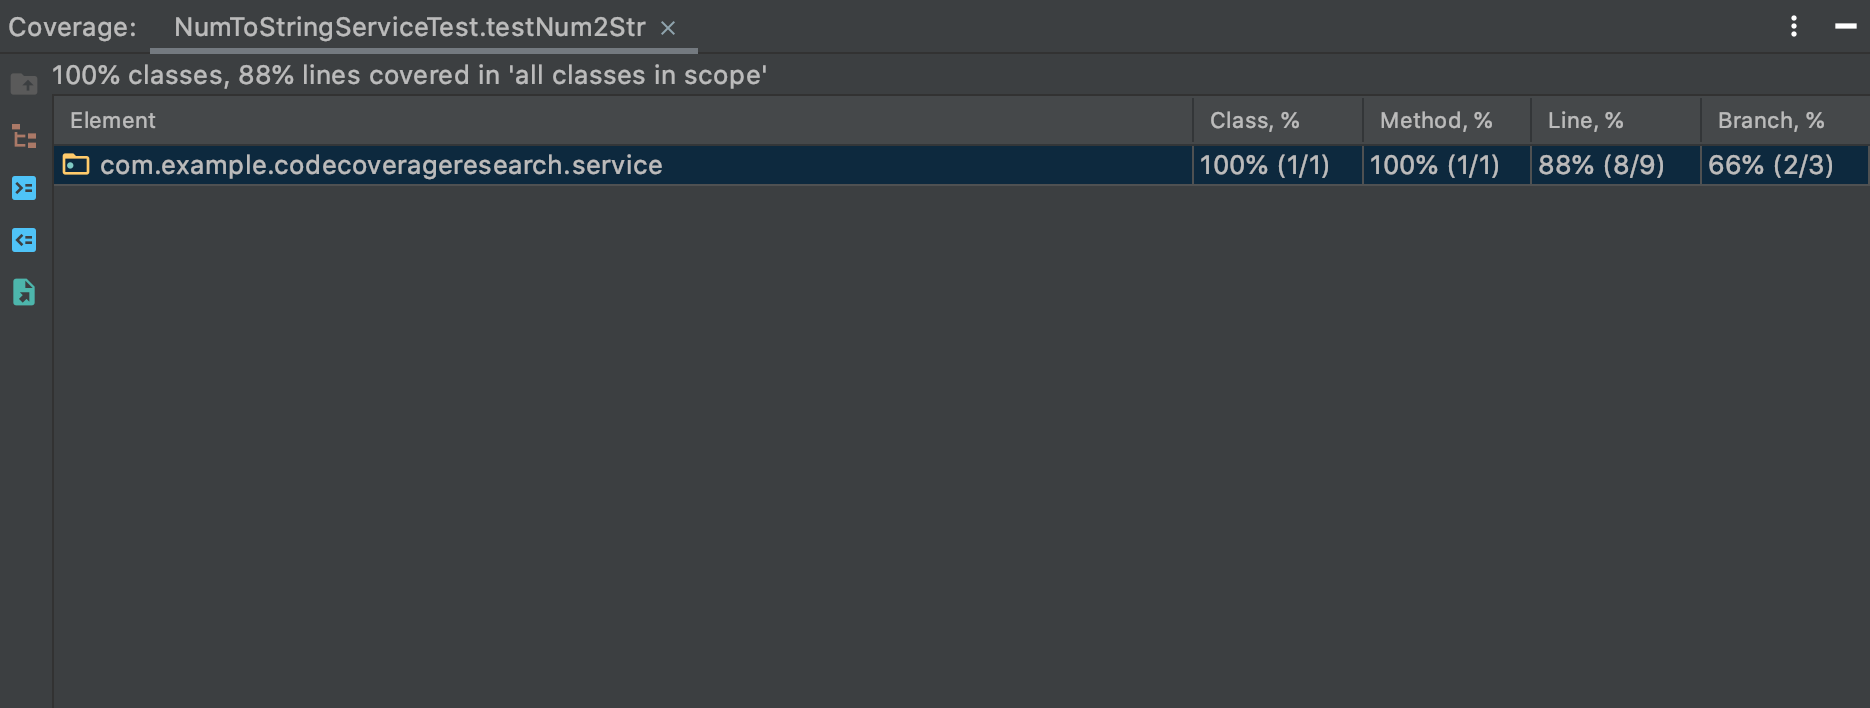 Coverage: NumToStringServiceTest.testNum2Str
100% classes, 88% lines covered in 'all classes in scope'
Element Class, % Method, % Line, % Branch, %
com.example.codecoverageresearch.service 100% (1/1) 100% (1/1) 88% (8/9) 66% (2/3)